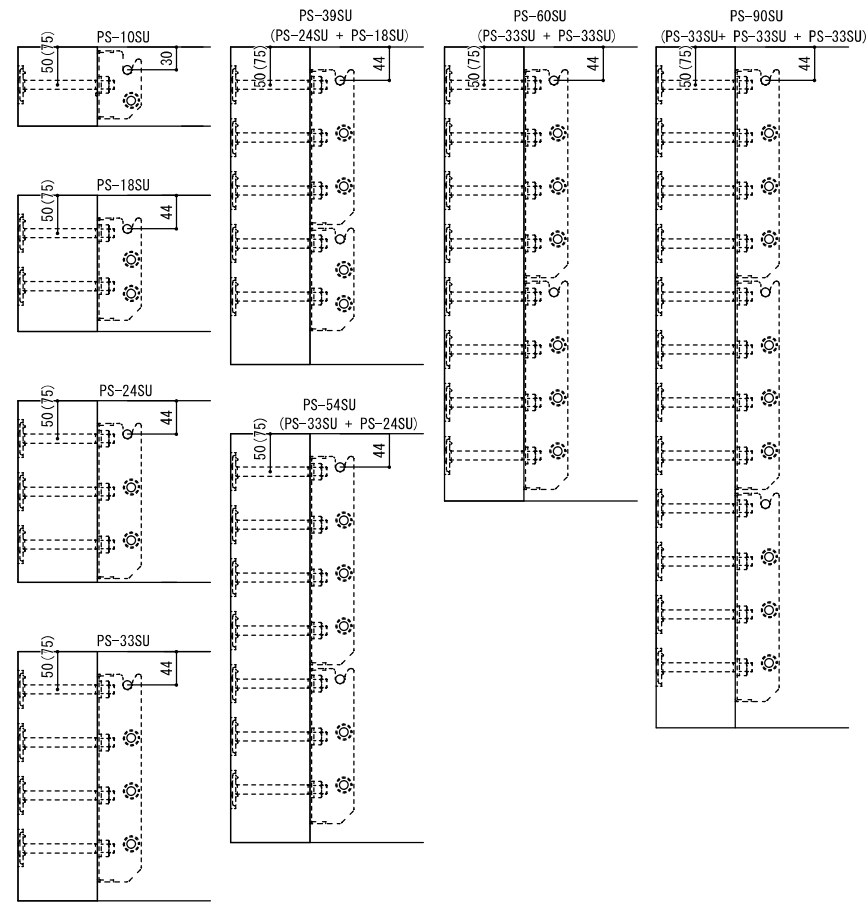 PS-10SU
50(75)
30
PS-18SU
50(75)
44
PS-24SU
50(75)
44
PS-33SU
50(75)
44
PS-39SU
(PS-24SU + PS-18SU)
50(75)
44
PS-54SU
(PS-33SU + PS-24SU)
50(75)
44
PS-60SU
(PS-33SU + PS-33SU)
50(75)
44
PS-90SU
(PS-33SU+ PS-33SU + PS-33SU)
50(75)
44